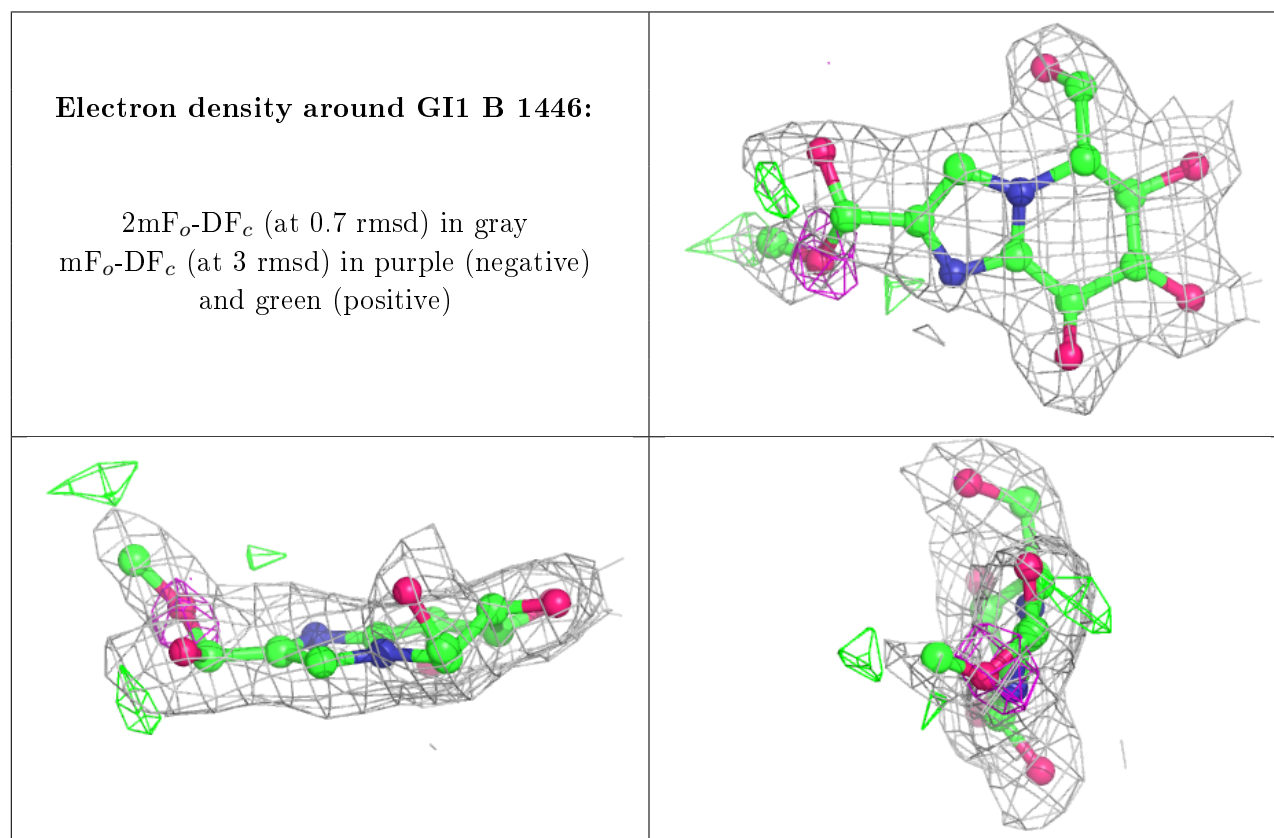 Electron density around GI1 B 1446:
2mFo-DFc (at 0.7 rmsd) in gray
mFo-DFc (at 3 rmsd) in purple (negative)
and green (positive)